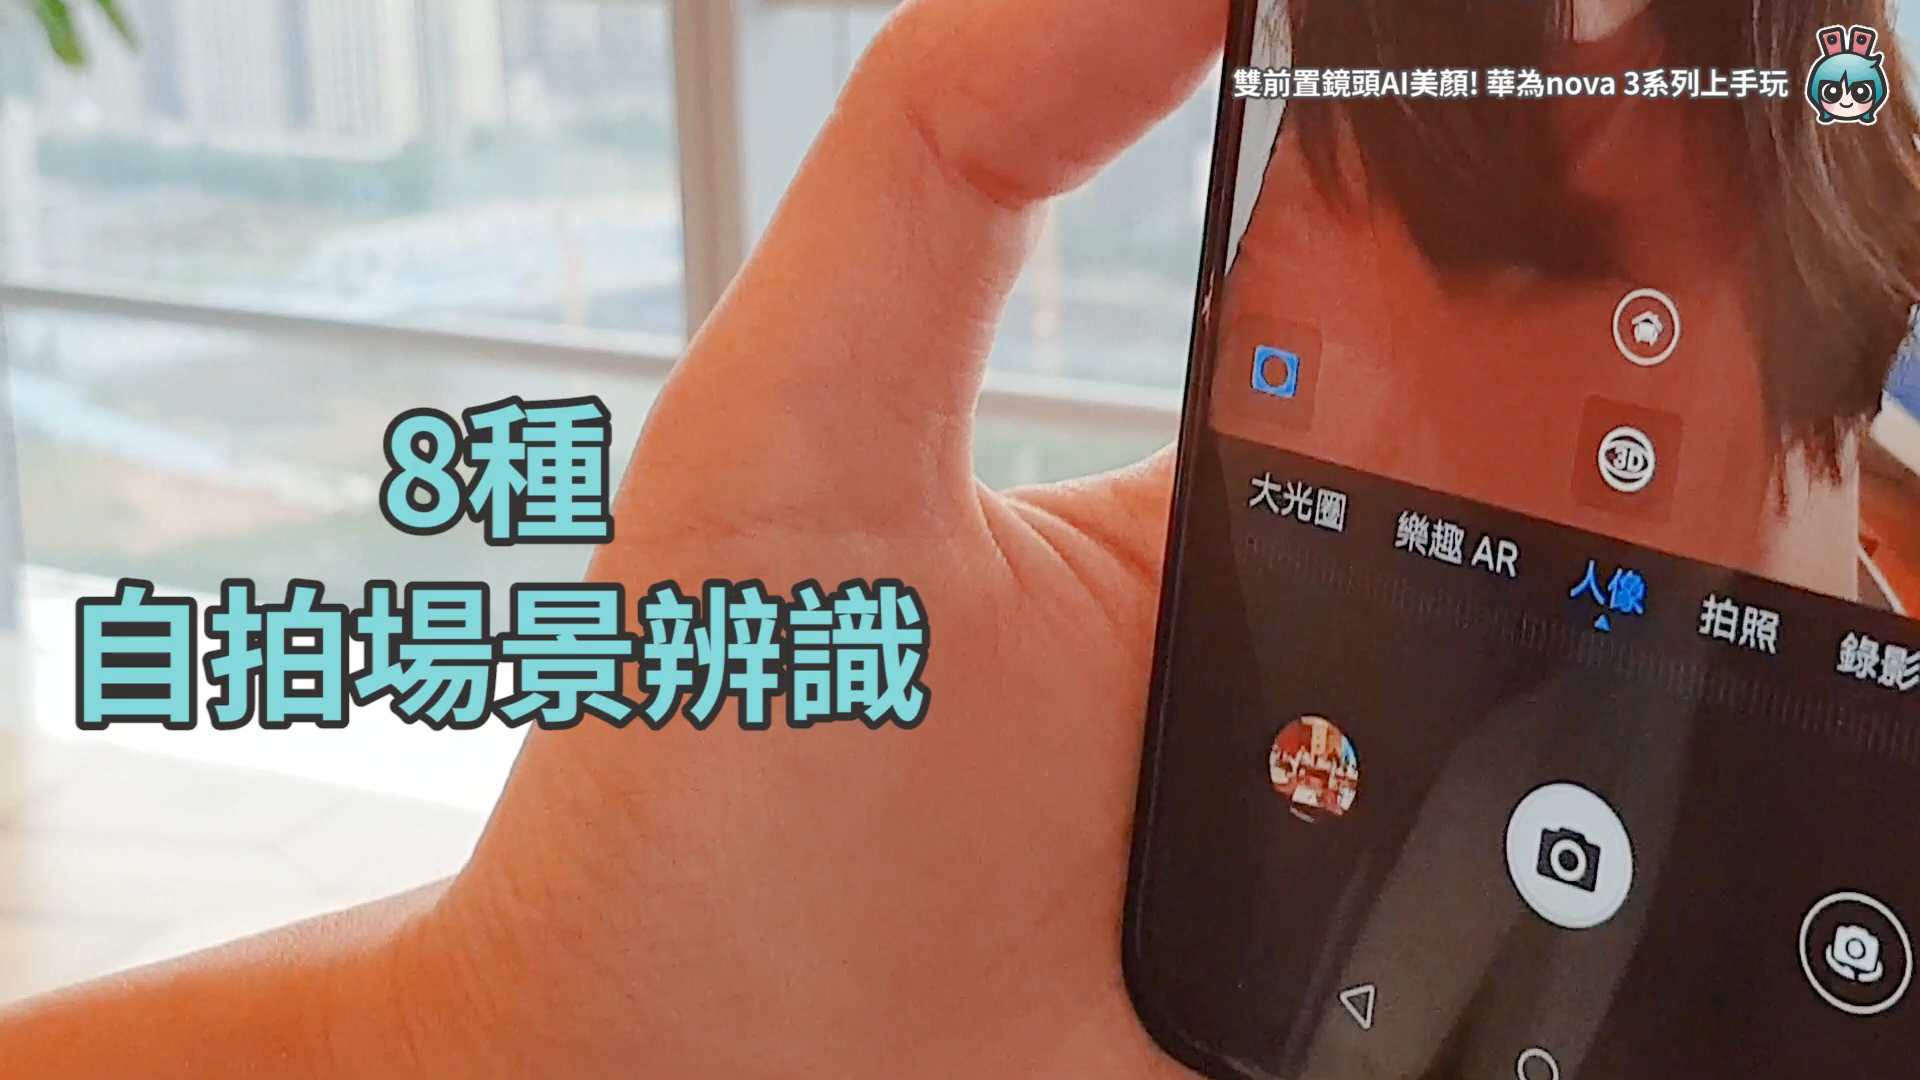 雙前置鏡頭AI美顏! 華為nova 3系列上手玩
8種
自拍場景辨識
3D
大光圈
樂趣 AR
人像
拍照
錄影